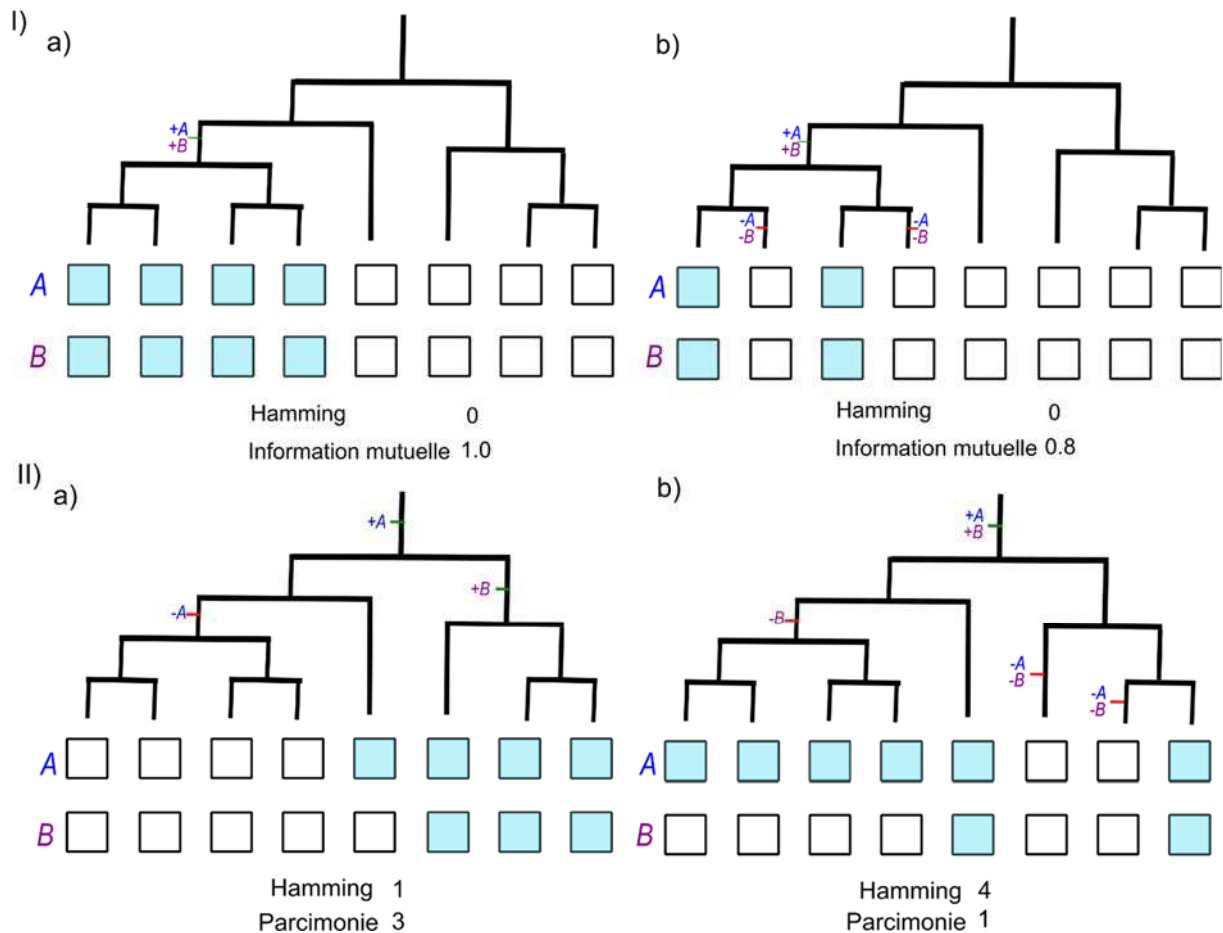 I)
a)
+A
+B
A
B
Hamming 0
Information mutuelle 1.0
b)
+A
+B
-A
-B
-A
-B
A
B
Hamming 0
Information mutuelle 0.8
II)
a)
+A
+B
-A
A
B
Hamming 1
Parcimonie 3
b)
+A
+B
-B
-A
-B
-A
-B
A
B
Hamming 4
Parcimonie 1